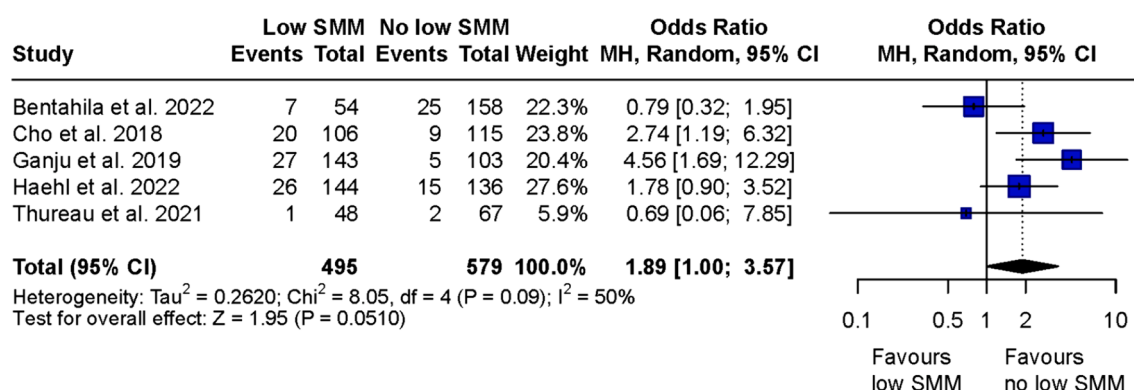 Low SMM No low SMM Odds Ratio Odds Ratio
Study Events Total Events Total Weight MH, Random, 95% CI MH, Random, 95% CI
Bentahila et al. 2022 7 54 25 158 22.3% 0.79 [0.32; 1.95]
Cho et al. 2018 20 106 9 115 23.8% 2.74 [1.19; 6.32]
Ganju et al. 2019 27 143 5 103 20.4% 4.56 [1.69; 12.29]
Haehl et al. 2022 26 144 15 136 27.6% 1.78 [0.90; 3.52]
Thureau et al. 2021 1 48 2 67 5.9% 0.69 [0.06; 7.85]
Total (95% CI) 495 579 100.0% 1.89 [1.00; 3.57]
Heterogeneity: Tau² = 0.2620; Chi² = 8.05, df = 4 (P = 0.09); I² = 50%
Test for overall effect: Z = 1.95 (P = 0.0510)
0.1 0.5 1 2 10
Favours Favours
low SMM no low SMM